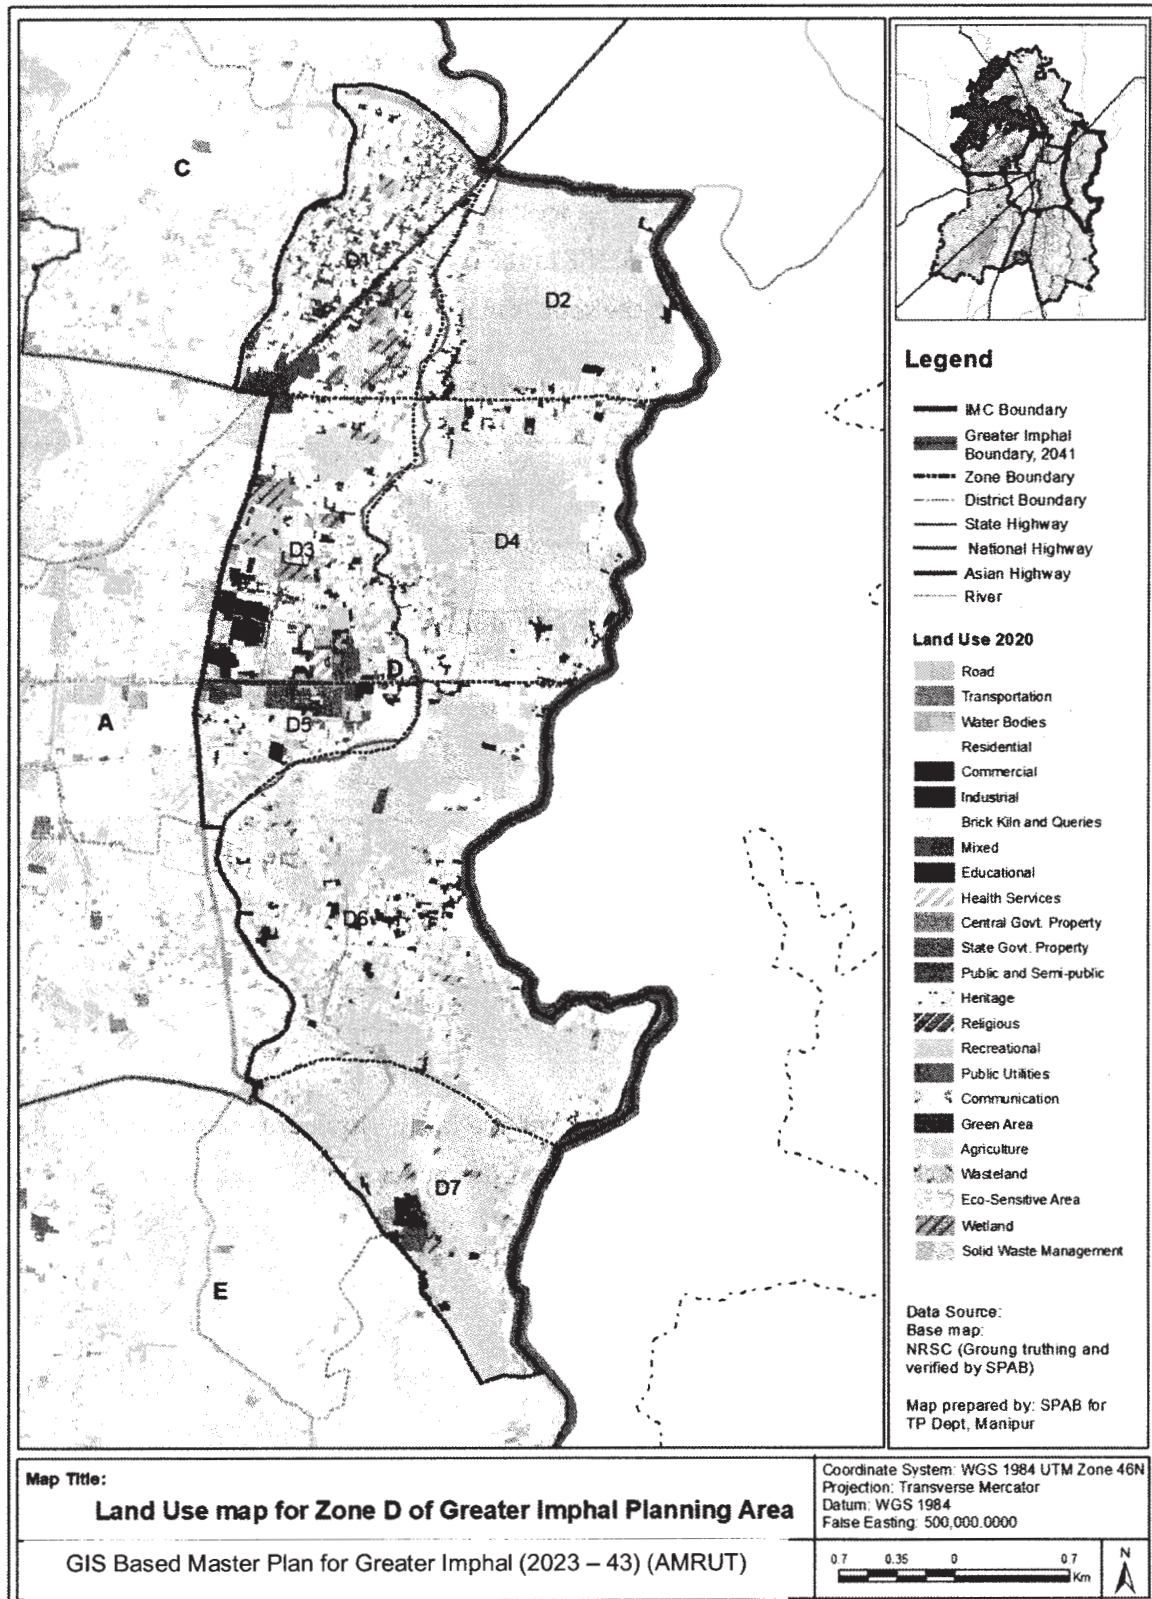 C
D1
D2
D3
D4
D
A
D5
D6
D7
E
Legend
IMC Boundary
Greater Imphal
Boundary, 2041
Zone Boundary
District Boundary
State Highway
National Highway
Asian Highway
River
Land Use 2020
Road
Transportation
Water Bodies
Residential
Commercial
Industrial
Brick Kiln and Queries
Mixed
Educational
Health Services
Central Govt. Property
State Govt. Property
Public and Semi-public
Heritage
Religious
Recreational
Public Utilities
Communication
Green Area
Agriculture
Wasteland
Eco-Sensitive Area
Wetland
Solid Waste Management
Data Source:
Base map:
NRSC (Groung truthing and
verified by SPAB)
Map prepared by: SPAB for
TP Dept, Manipur
Map Title:
Land Use map for Zone D of Greater Imphal Planning Area
GIS Based Master Plan for Greater Imphal (2023 – 43) (AMRUT)
Coordinate System: WGS 1984 UTM Zone 46N
Projection: Transverse Mercator
Datum: WGS 1984
False Easting: 500,000.0000
0.7 0.35 0 0.7
Km
N